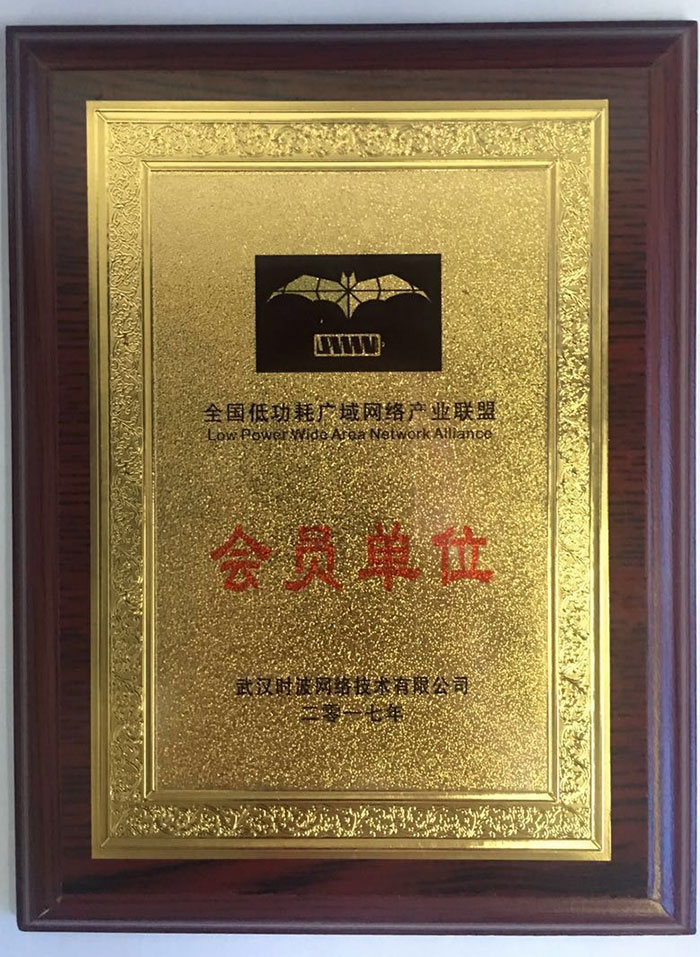 全国低功耗广域网络产业联盟
Low Power Wide Area Network Alliance
会员单位
武汉时波网络技术有限公司
二零一七年